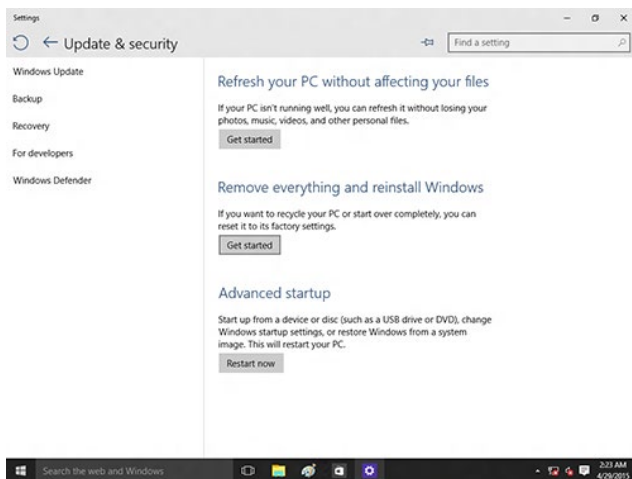 Settings
Update & security
Find a setting
Windows Update
Backup
Recovery
For developers
Windows Defender
Refresh your PC without affecting your files
If your PC isn't running well, you can refresh it without losing your
photos, music, videos, and other personal files.
Get started
Remove everything and reinstall Windows
If you want to recycle your PC or start over completely, you can
reset it to its factory settings.
Get started
Advanced startup
Start up from a device or disc (such as a USB drive or DVD), change
Windows startup settings, or restore Windows from a system
image. This will restart your PC.
Restart now
Search the web and Windows
2:23 AM
4/29/2015